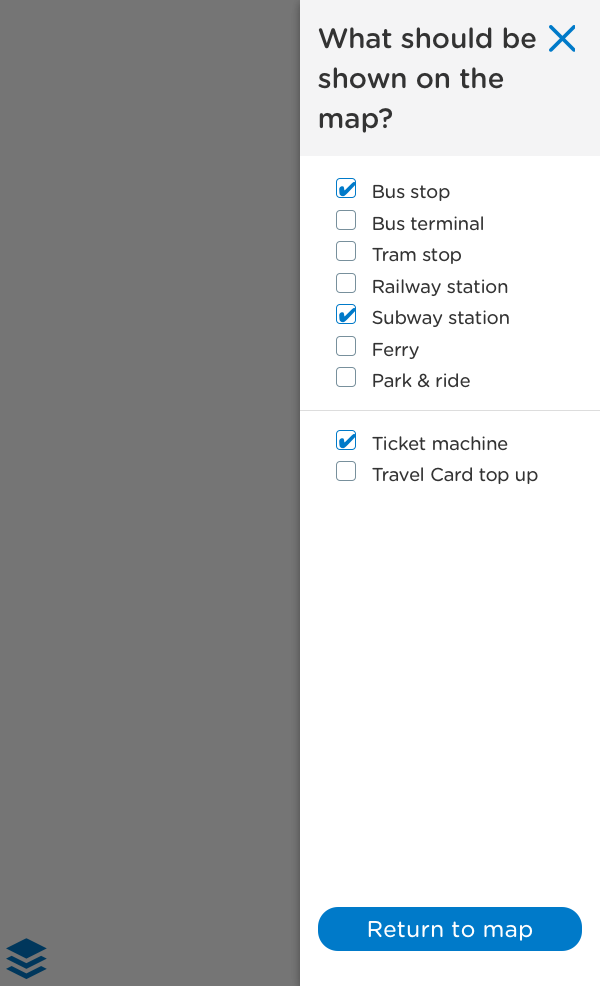 What should be
shown on the
map?
Bus stop
Bus terminal
Tram stop
Railway station
Subway station
Ferry
Park & ride
Ticket machine
Travel Card top up
Return to map